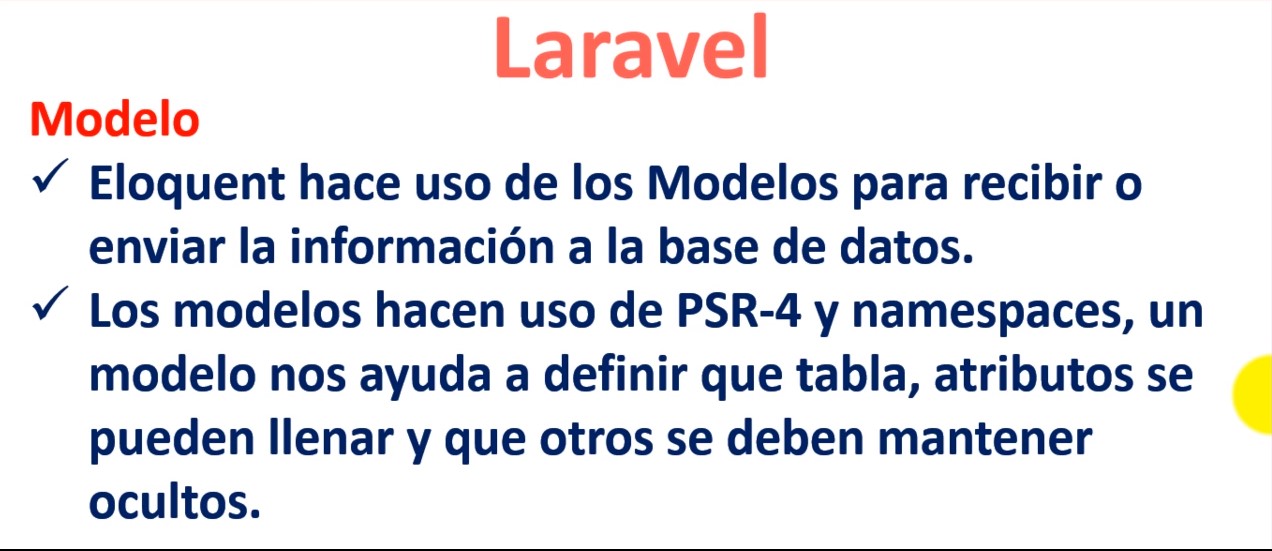 Laravel
Modelo
✓ Eloquent hace uso de los Modelos para recibir o
enviar la información a la base de datos.
✓ Los modelos hacen uso de PSR-4 y namespaces, un
modelo nos ayuda a definir que tabla, atributos se
pueden llenar y que otros se deben mantener
ocultos.